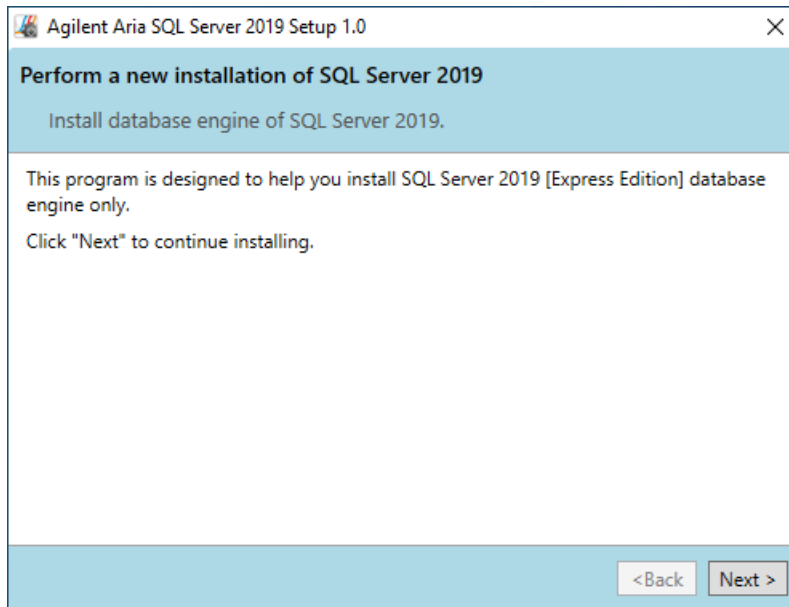 Agilent Aria SQL Server 2019 Setup 1.0
Perform a new installation of SQL Server 2019
Install database engine of SQL Server 2019.
This program is designed to help you install SQL Server 2019 [Express Edition] database
engine only.
Click "Next" to continue installing.
<Back
Next >